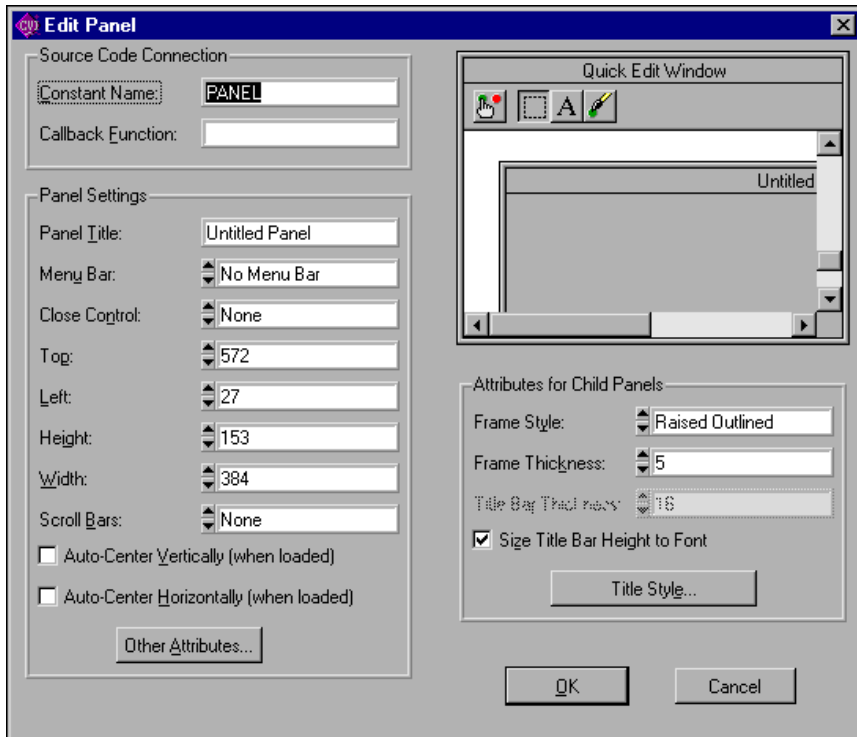 cvi Edit Panel
Source Code Connection
Constant Name: PANEL
Callback Function:
Panel Settings
Panel Title: Untitled Panel
Menu Bar: No Menu Bar
Close Control: None
Top: 572
Left: 27
Height: 153
Width: 384
Scroll Bars: None
Auto-Center Vertically (when loaded)
Auto-Center Horizontally (when loaded)
Other Attributes...
Quick Edit Window
A
Untitled
Attributes for Child Panels
Frame Style: Raised Outlined
Frame Thickness: 5
Title Bar Thickness: 16
Size Title Bar Height to Font
Title Style...
OK Cancel